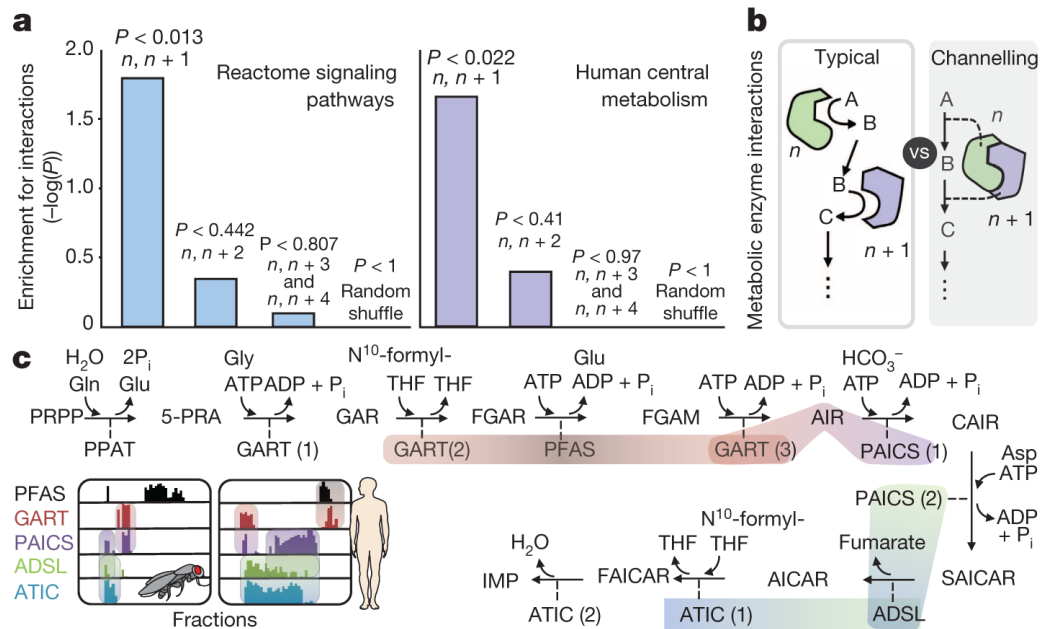 a
Enrichment for interactions
(–log(P))
2.0
1.5
1.0
0.5
0
P < 0.013
n, n + 1
Reactome signaling
pathways
P < 0.442
n, n + 2
P < 0.807
n, n + 3
and
n, n + 4
P < 1
Random
shuffle
P < 0.022
n, n + 1
Human central
metabolism
P < 0.41
n, n + 2
P < 0.97
n, n + 3
and
n, n + 4
P < 1
Random
shuffle
b
Metabolic enzyme interactions
Typical
A
B
n
B
C
n + 1
vs
Channelling
A
n
B
n + 1
C
c
H2O 2Pi
Gln Glu
PRPP
PPAT
5-PRA
Gly
ATP ADP + Pi
GART (1)
GAR
N10-formyl-
THF THF
GART(2)
FGAR
Glu
ATP ADP + Pi
PFAS
FGAM
ATP ADP + Pi
GART (3)
AIR
HCO3–
ATP ADP + Pi
PAICS (1)
CAIR
Asp
ATP
PAICS (2)
ADP
+ Pi
SAICAR
Fumarate
ADSL
AICAR
N10-formyl-
THF THF
ATIC (1)
FAICAR
H2O
ATIC (2)
IMP
PFAS
GART
PAICS
ADSL
ATIC
Fractions